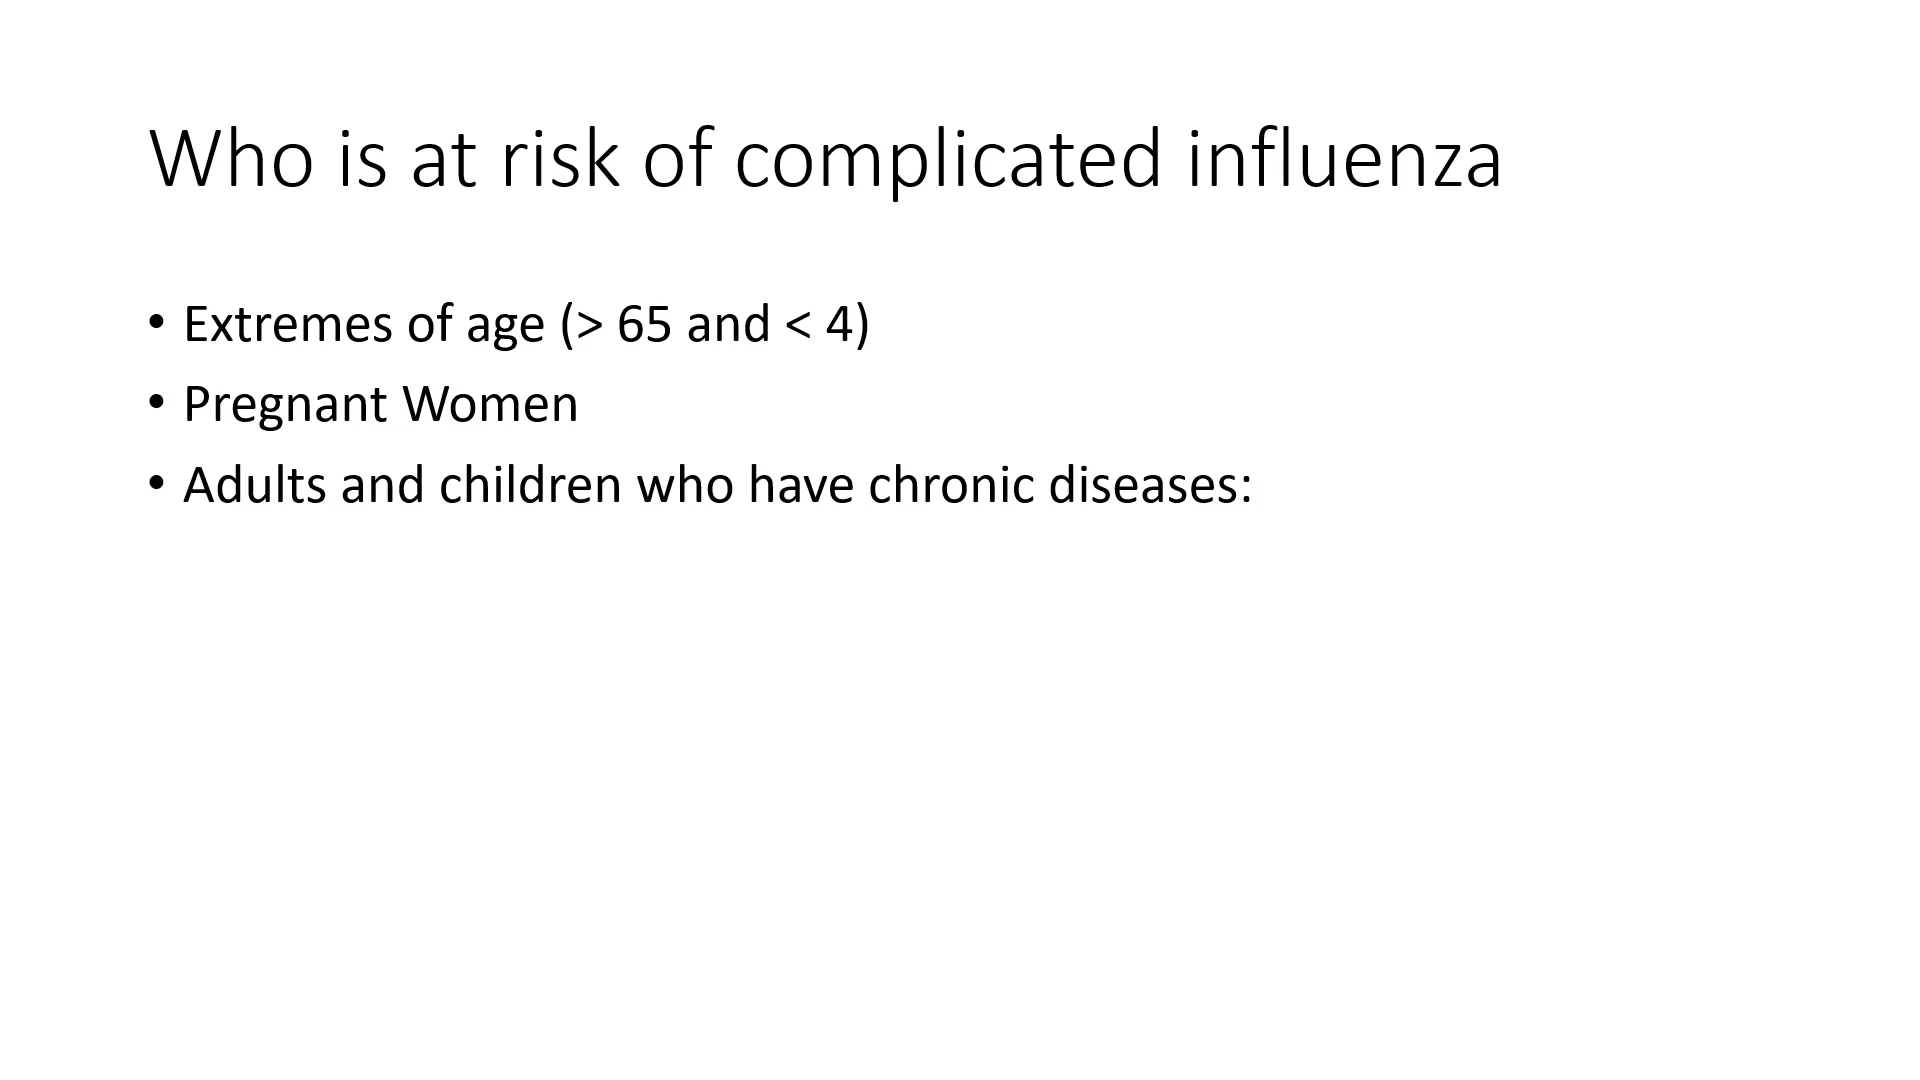 Who is at risk of complicated influenza
• Extremes of age (> 65 and < 4)
• Pregnant Women
• Adults and children who have chronic diseases: